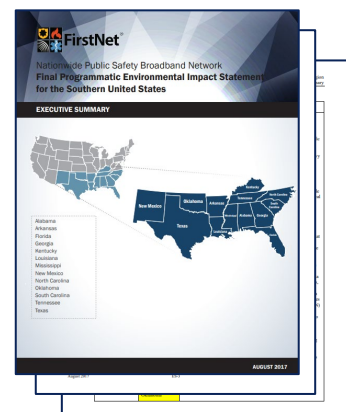 FirstNet®
Nationwide Public Safety Broadband Network
Final Programmatic Environmental Impact Statement
for the Southern United States
EXECUTIVE SUMMARY
New Mexico
Texas
Oklahoma
Arkansas
Louisiana
Mississippi
Alabama
Georgia
Florida
Tennessee
Kentucky
North Carolina
South Carolina
Alabama
Arkansas
Florida
Georgia
Kentucky
Louisiana
Mississippi
New Mexico
North Carolina
Oklahoma
South Carolina
Tennessee
Texas
AUGUST 2017
August 2017